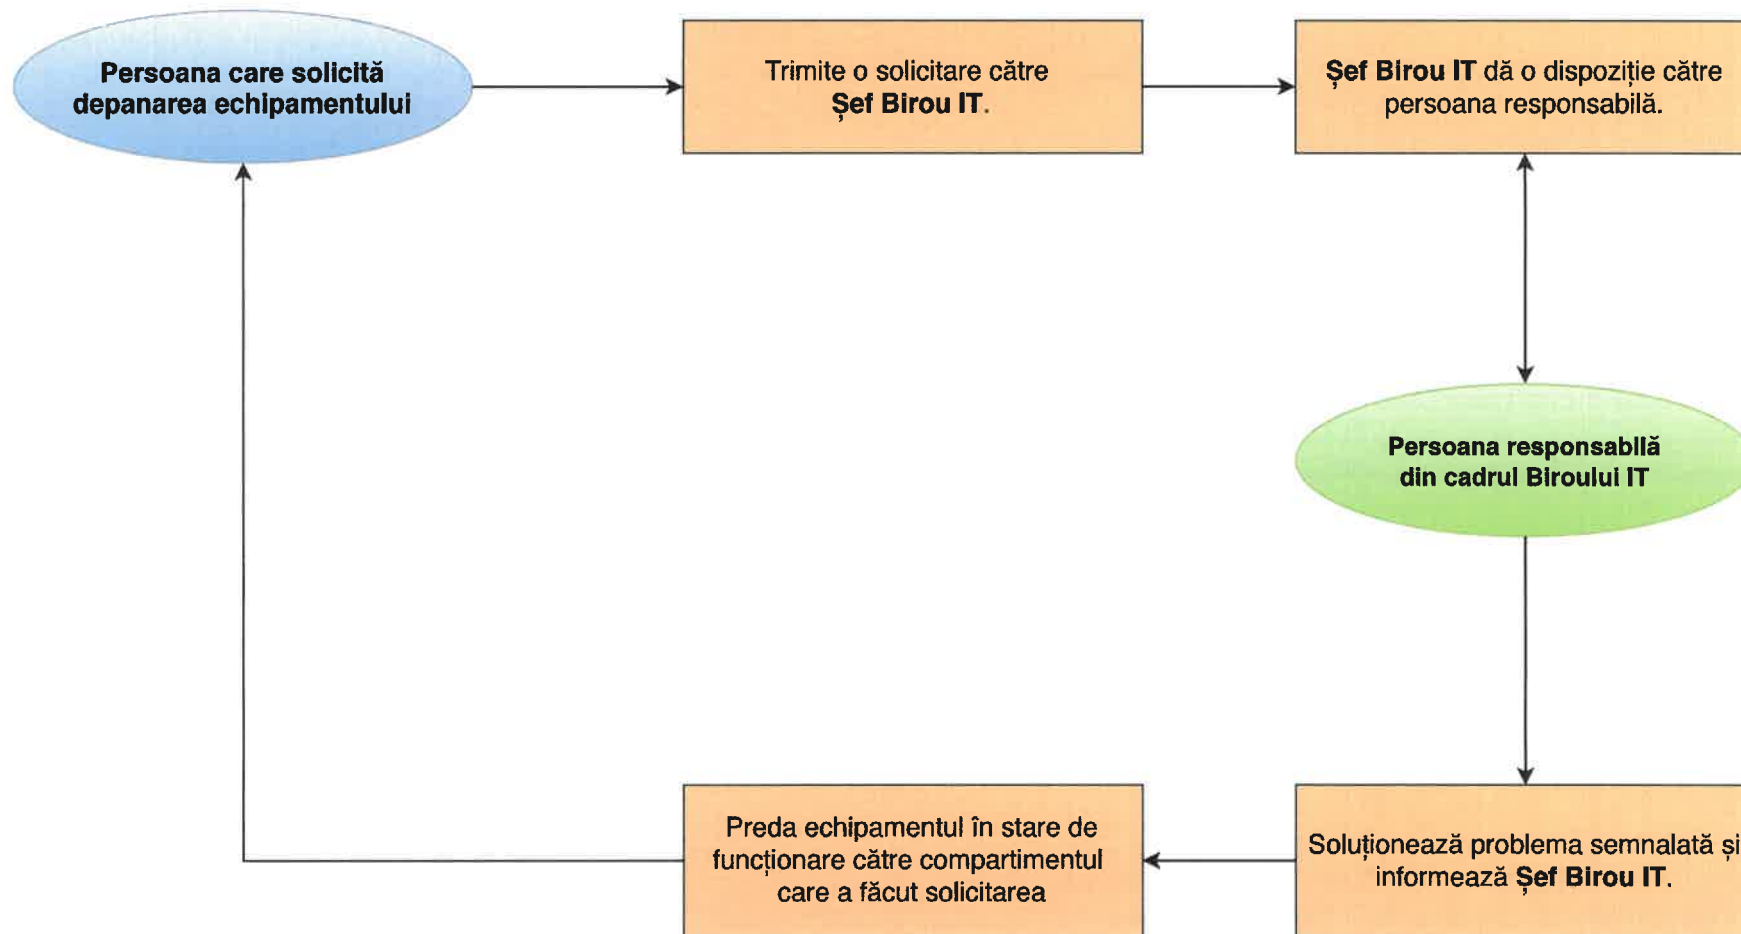 Persoana care solicită
depanarea echipamentului
Trimite o solicitare către
Șef Birou IT.
Șef Birou IT dă o dispoziție către
persoana responsabilă.
Persoana responsabilă
din cadrul Biroului IT
Soluționează problema semnalată și
informează Șef Birou IT.
Preda echipamentul în stare de
funcționare către compartimentul
care a făcut solicitarea